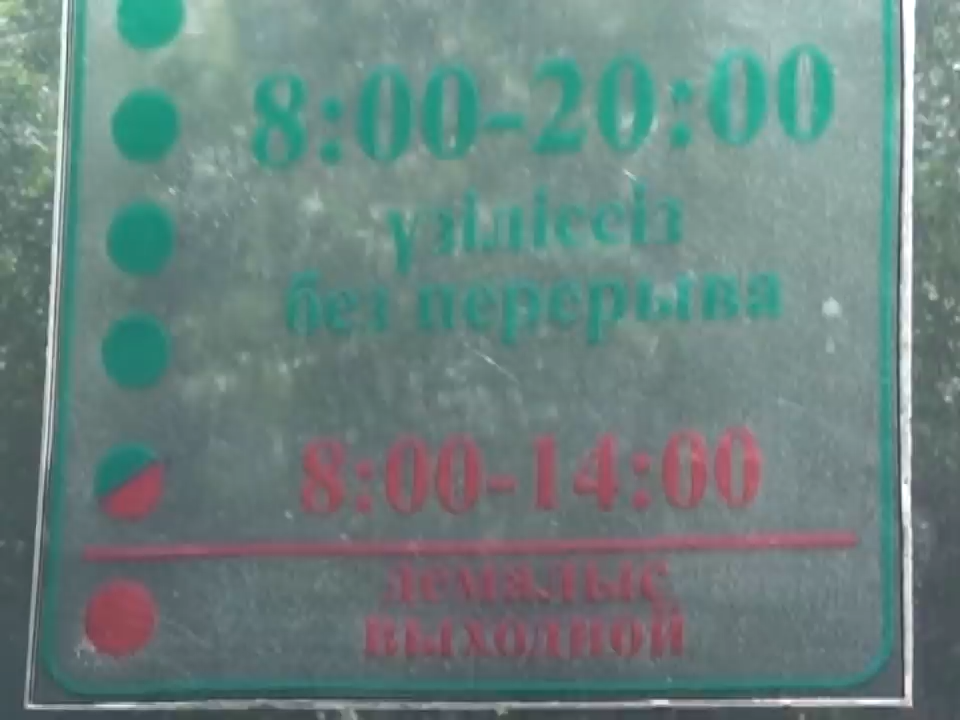 8:00-20:00
үзіліссіз
без перерыва
8:00-14:00
демалыс
выходной